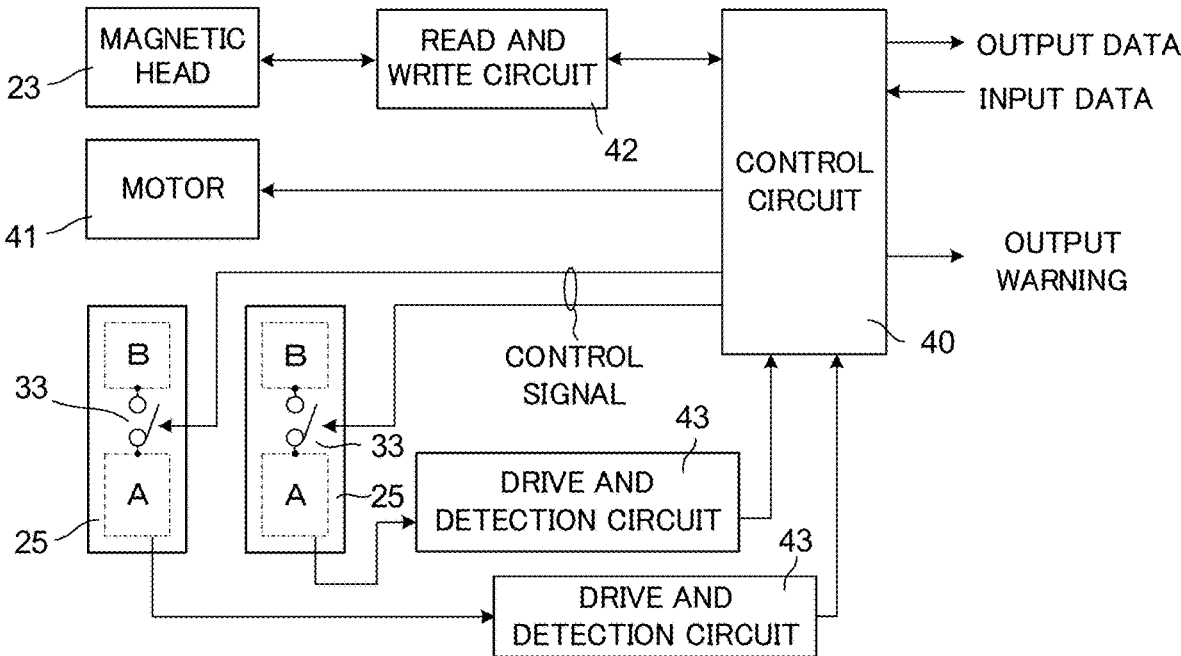 MAGNETIC
HEAD
23
READ AND
WRITE CIRCUIT
42
OUTPUT DATA
INPUT DATA
CONTROL
CIRCUIT
MOTOR
41
OUTPUT
WARNING
40
CONTROL
SIGNAL
B
33
A
25
B
33
A
25
43
DRIVE AND
DETECTION CIRCUIT
43
DRIVE AND
DETECTION CIRCUIT